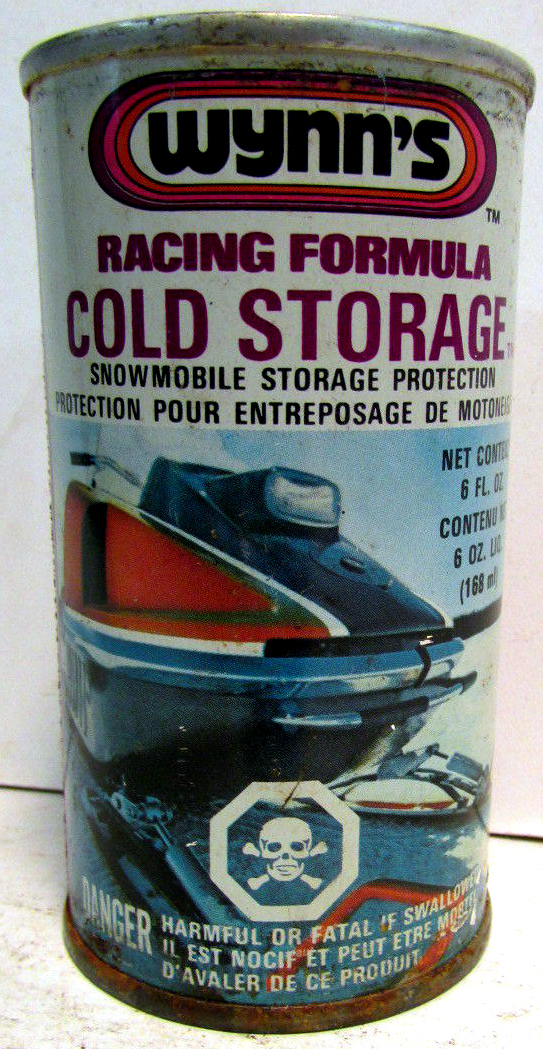 wynn's
TM
RACING FORMULA
COLD STORAGE
SNOWMOBILE STORAGE PROTECTION
PROTECTION POUR ENTREPOSAGE DE
NET
6 FL. OZ.
CONTENU
6 OZ. LIQ.
(168 ml)
DANGER
HARMFUL OR FATAL IF SWALLOWED
IL EST NOCIF ET PEUT ETRE MORTEL
D'AVALER DE CE PRODUIT.